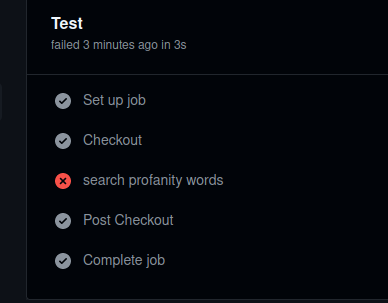 Test
failed 3 minutes ago in 3s
Set up job
Checkout
search profanity words
Post Checkout
Complete job